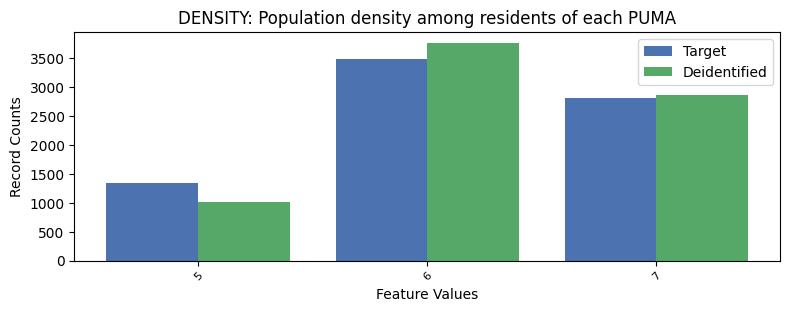 DENSITY: Population density among residents of each PUMA
Target
Deidentified
Record Counts
3500
3000
2500
2000
1500
1000
500
0
5
6
7
Feature Values